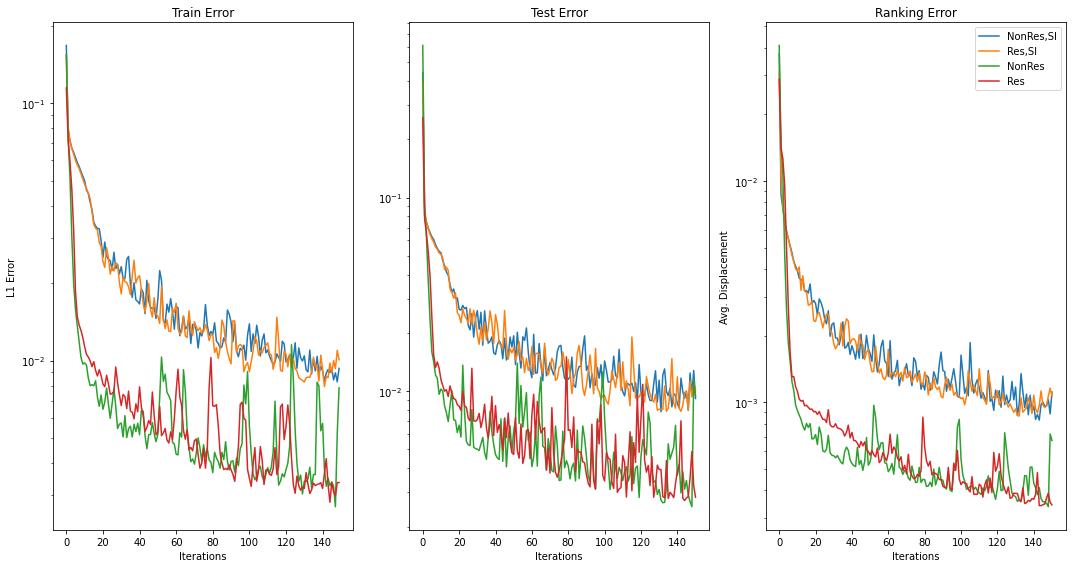 Train Error
Test Error
Ranking Error
L1 Error
10⁻¹
10⁻²
0 20 40 60 80 100 120 140
Iterations
10⁻¹
10⁻²
0 20 40 60 80 100 120 140
Iterations
Avg. Displacement
10⁻²
10⁻³
0 20 40 60 80 100 120 140
Iterations
NonRes,SI
Res,SI
NonRes
Res